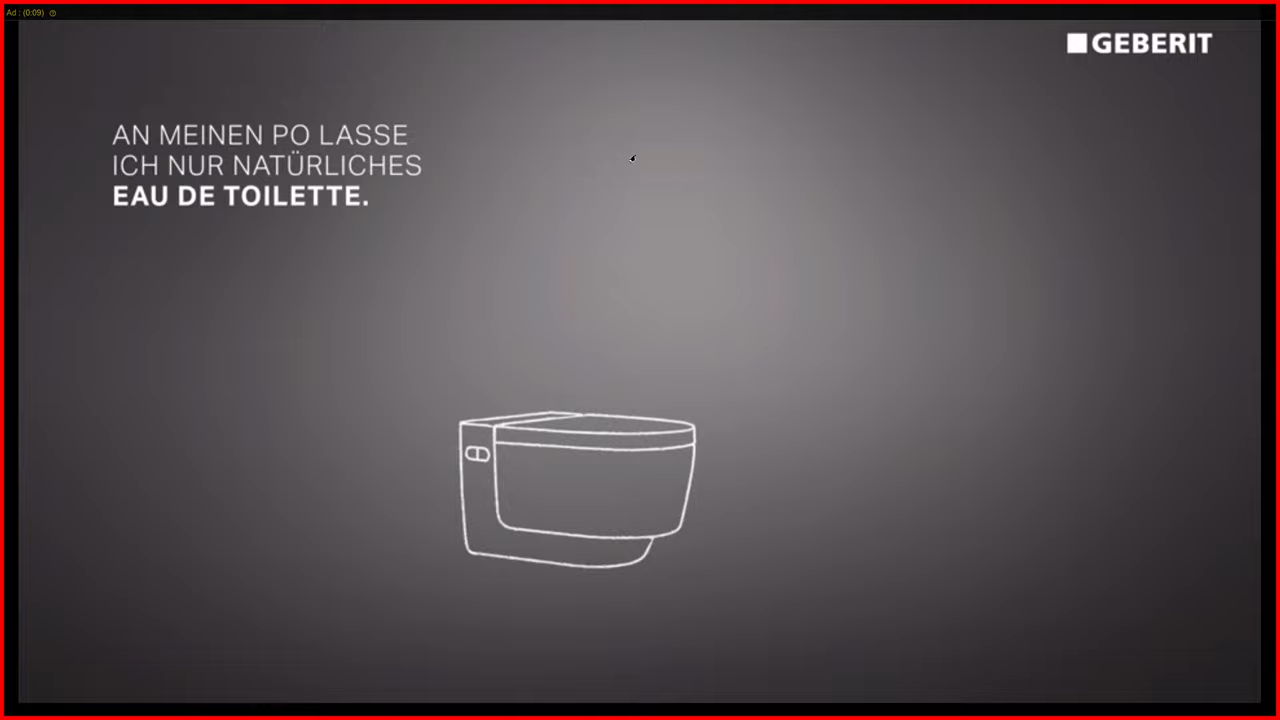 Ad : (0:09)
GEBERIT
AN MEINEN PO LASSE
ICH NUR NATÜRLICHES
EAU DE TOILETTE.